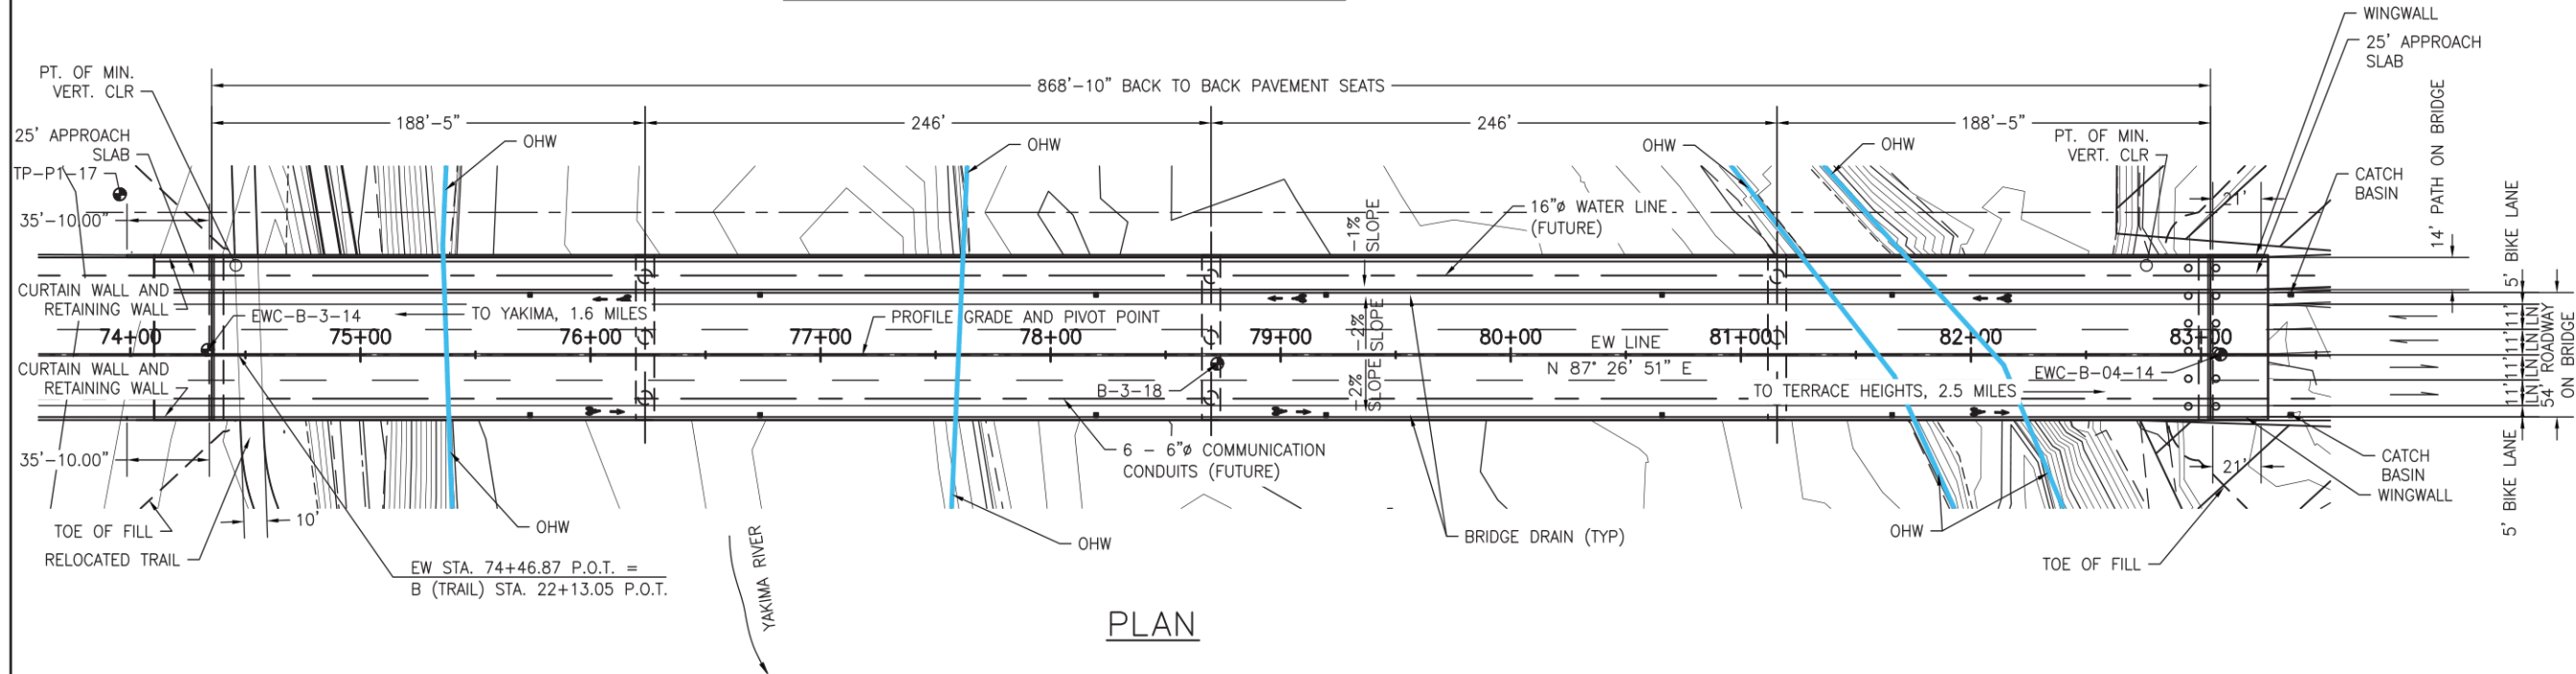 WINGWALL
25' APPROACH
SLAB
PT. OF MIN.
VERT. CLR
868'-10" BACK TO BACK PAVEMENT SEATS
14' PATH ON BRIDGE
188'-5"
246'
246'
188'-5"
25' APPROACH
SLAB
OHW
OHW
OHW
OHW
PT. OF MIN.
VERT. CLR
TP-P1-17
CATCH
BASIN
35'-10.00"
21'
16"ø WATER LINE
(FUTURE)
-1%
SLOPE
5' BIKE LANE
CURTAIN WALL AND
RETAINING WALL
EWC-B-3-14
TO YAKIMA, 1.6 MILES
PROFILE GRADE AND PIVOT POINT
-2%
SLOPE
74+00
75+00
76+00
77+00
78+00
79+00
80+00
81+00
82+00
83+00
EW LINE
N 87° 26' 51" E
11' 11' 11' 11'
LN LN LN LN
54' ROADWAY
ON BRIDGE
CURTAIN WALL AND
RETAINING WALL
B-3-18
-2%
SLOPE
EWC-B-04-14
TO TERRACE HEIGHTS, 2.5 MILES
35'-10.00"
6 - 6"ø COMMUNICATION
CONDUITS (FUTURE)
21'
CATCH
BASIN
WINGWALL
5' BIKE LANE
10'
TOE OF FILL
RELOCATED TRAIL
OHW
OHW
BRIDGE DRAIN (TYP)
OHW
TOE OF FILL
EW STA. 74+46.87 P.O.T. =
B (TRAIL) STA. 22+13.05 P.O.T.
YAKIMA RIVER
PLAN